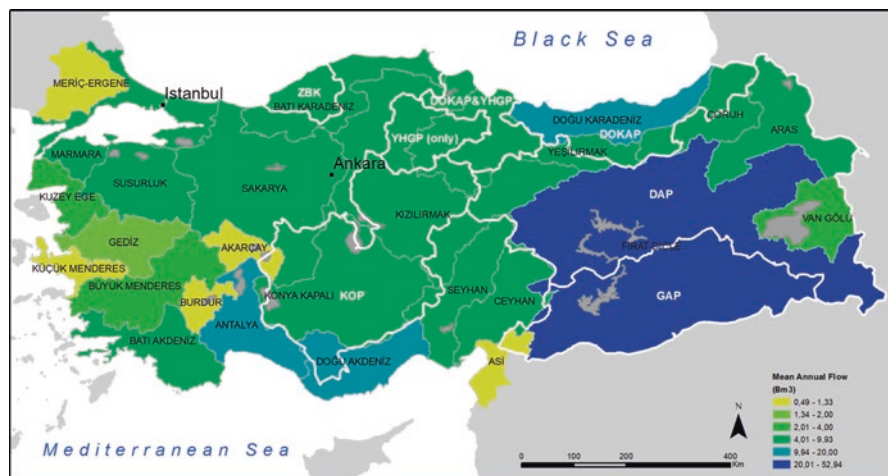 Black Sea
MERİÇ-ERGENE
Istanbul
ZBK
BATI KARADENİZ
DOKAP&YHGP
DOĞU KARADENİZ
DOKAP
ÇORUH
ARAS
YHGP (only)
YEŞİLIRMAK
MARMARA
SUSURLUK
Ankara
SAKARYA
KUZEY EGE
KIZILIRMAK
DAP
VAN GÖLÜ
GEDİZ
AKARÇAY
FIRAT-DİCLE
KÜÇÜK MENDERES
BÜYÜK MENDERES
BURDUR
KONYA KAPALI
KOP
SEYHAN
CEYHAN
GAP
ANTALYA
BATI AKDENİZ
DOĞU AKDENİZ
ASİ
Mediterranean Sea
Mean Annual Flow
(Bm3)
0,49 - 1,33
1,34 - 2,00
2,01 - 4,00
4,01 - 9,93
9,94 - 20,00
20,01 - 52,94
N
0 100 200 400
Km